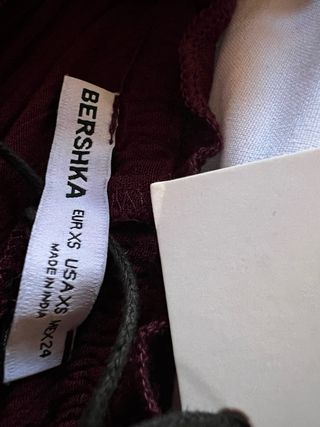 BERSHKA
EUR XS USA XS MEX 24
MADE IN INDIA